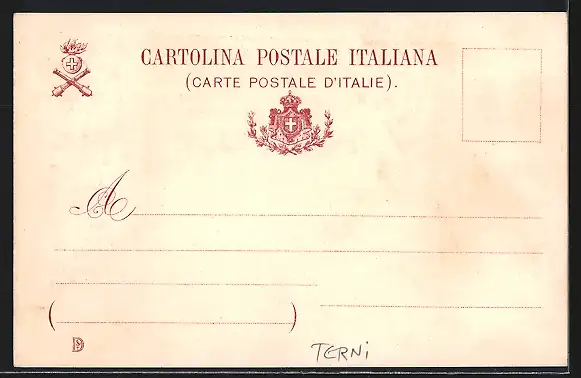 CARTOLINA POSTALE ITALIANA
(CARTE POSTALE D'ITALIE).
A
( )
TERNi